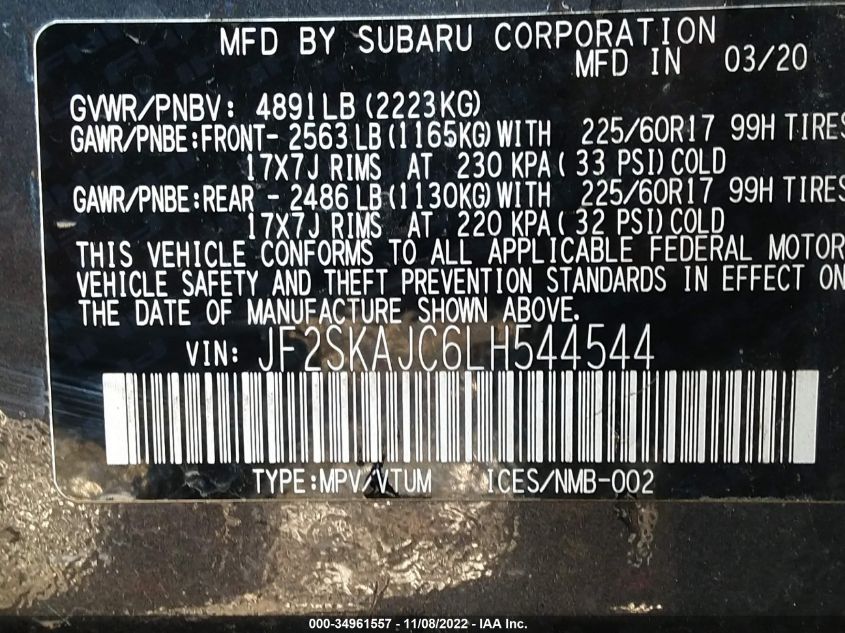 MFD BY SUBARU CORPORATION
MFD IN 03/20
GVWR/PNBV: 4891LB (2223KG)
GAWR/PNBE:FRONT- 2563 LB (1165KG) WITH 225/60R17 99H TIRES
17X7J RIMS AT 230 KPA ( 33 PSI) COLD
GAWR/PNBE:REAR - 2486 LB (1130KG) WITH 225/60R17 99H TIRES
17X7J RIMS AT 220 KPA ( 32 PSI) COLD
THIS VEHICLE CONFORMS TO ALL APPLICABLE FEDERAL MOTOR
VEHICLE SAFETY AND THEFT PREVENTION STANDARDS IN EFFECT ON
THE DATE OF MANUFACTURE SHOWN ABOVE.
VIN: JF2SKAJC6LH544544
TYPE:MPV/VTUM ICES/NMB-002
000-34961557 - 11/08/2022 - IAA Inc.